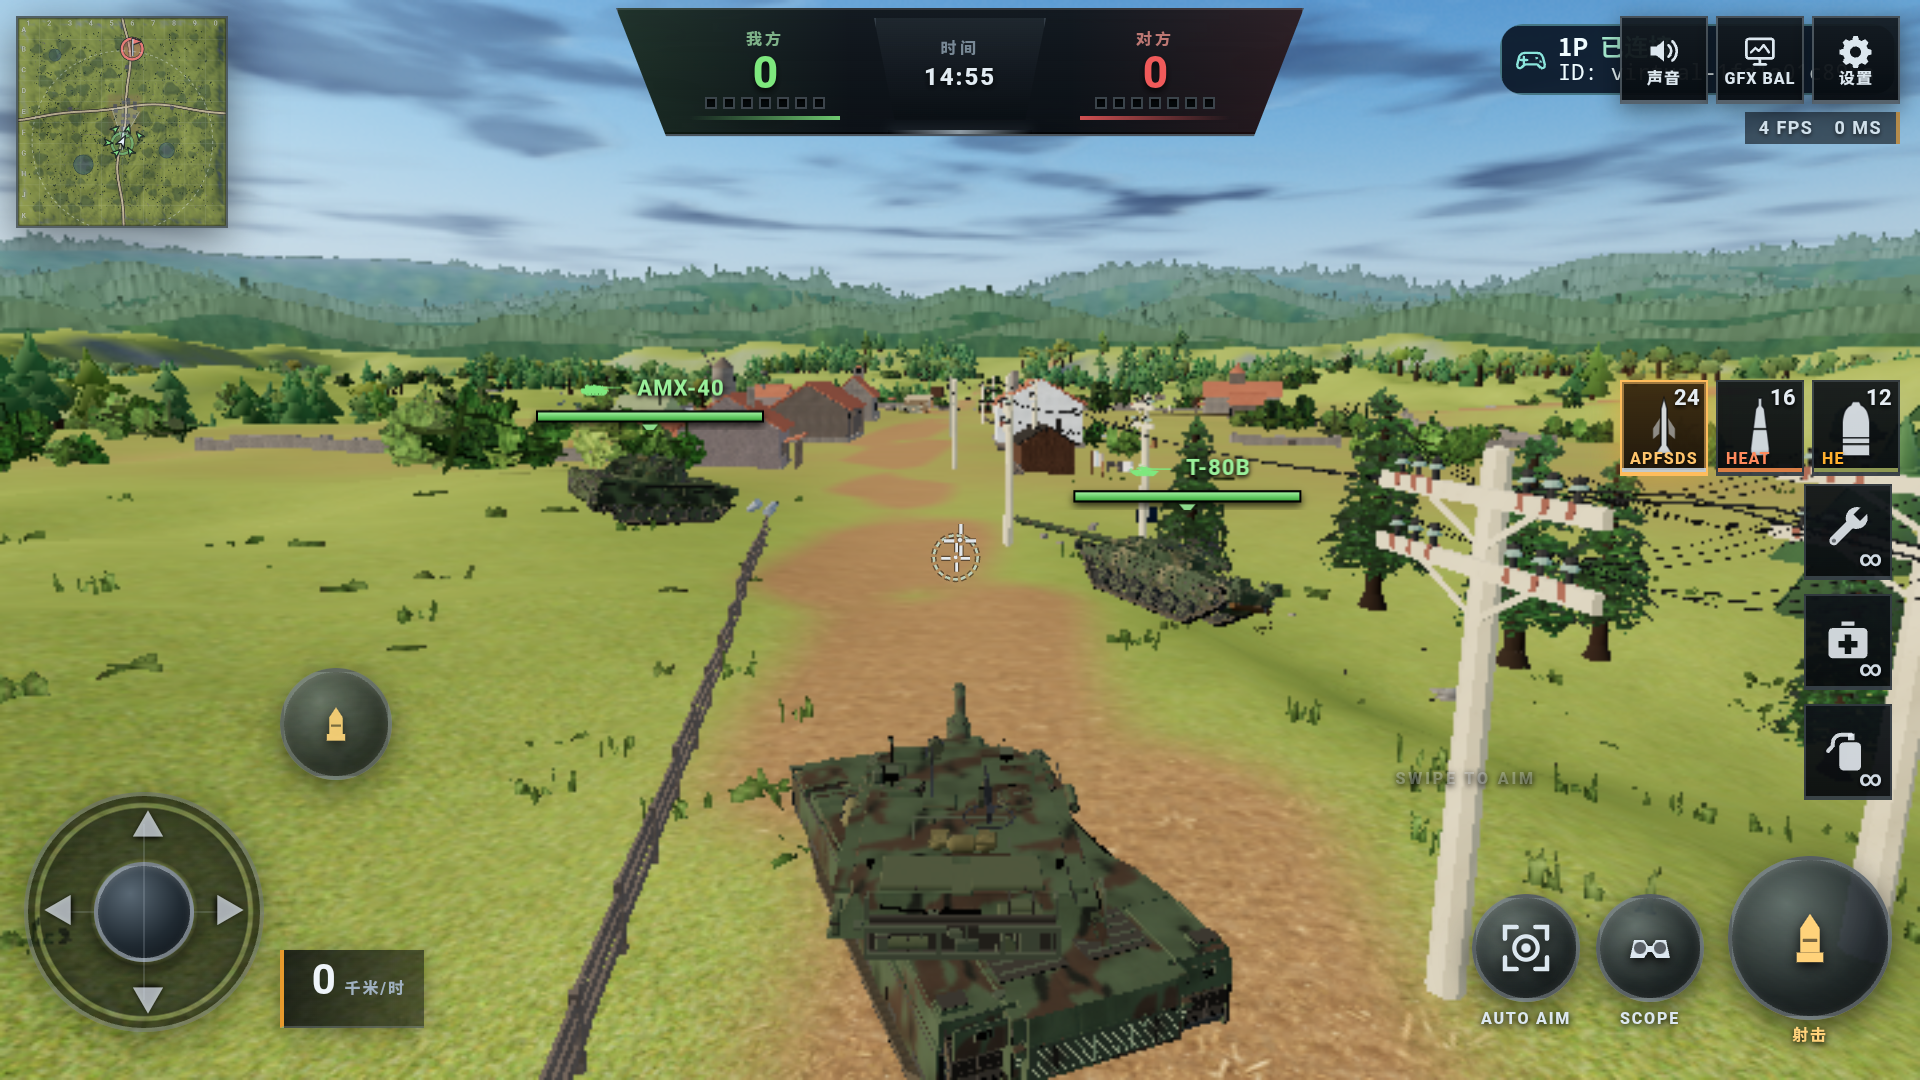 我方
0
时间
14:55
对方
0
1P 已
ID:
声音
GFX BAL
设置
4 FPS 0 MS
AMX-40
T-80B
24
APFSDS
16
HEAT
12
HE
∞
∞
∞
SWIPE TO AIM
0 千米/时
AUTO AIM
SCOPE
射击